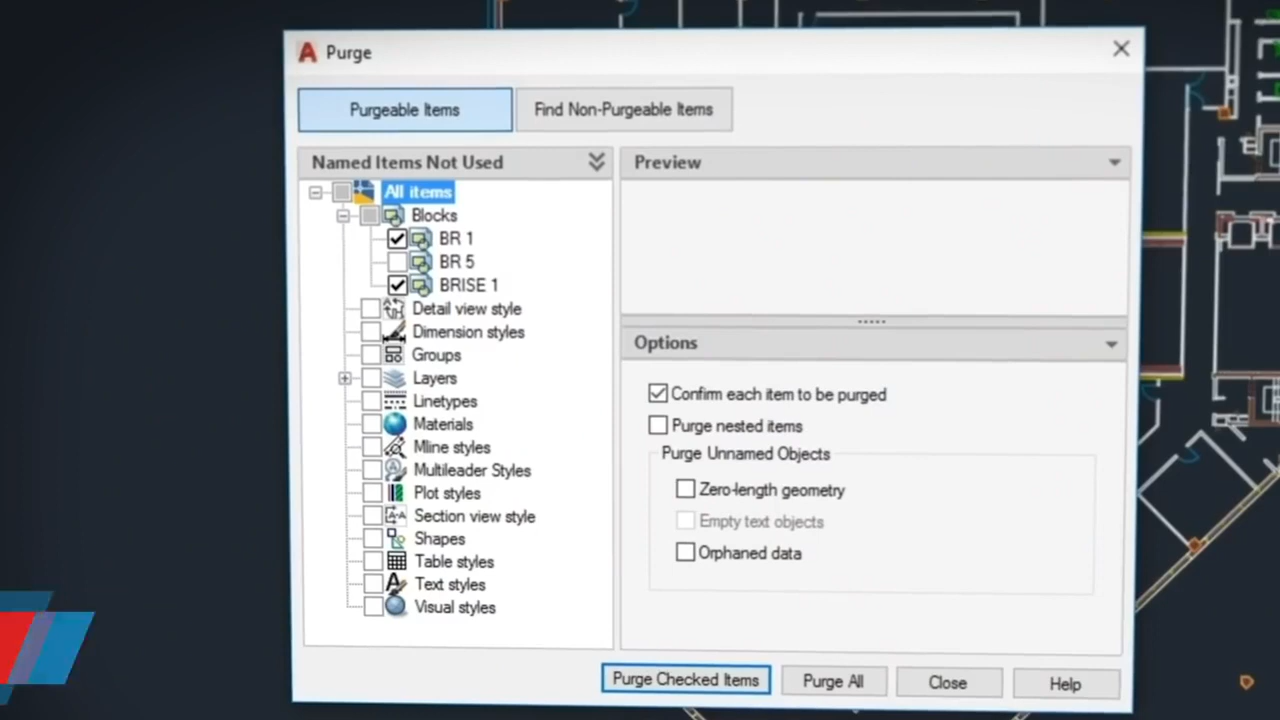 Purge
Purgeable Items
Find Non-Purgeable Items
Named Items Not Used
All items
Blocks
BR 1
BR 5
BRISE 1
Detail view style
Dimension styles
Groups
Layers
Linetypes
Materials
Mline styles
Multileader Styles
Plot styles
Section view style
Shapes
Table styles
Text styles
Visual styles
Preview
Options
Confirm each item to be purged
Purge nested items
Purge Unnamed Objects
Zero-length geometry
Empty text objects
Orphaned data
Purge Checked Items
Purge All
Close
Help